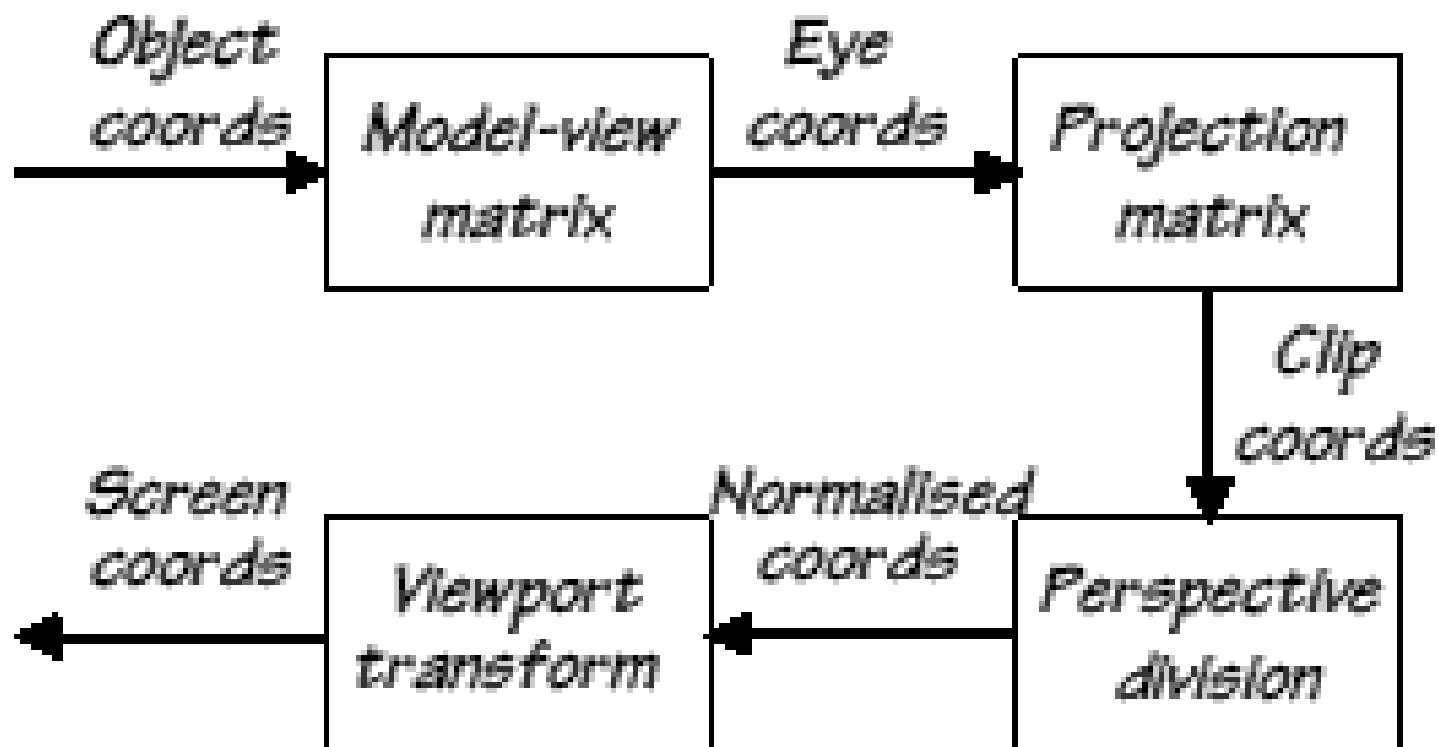 Object
coords
Model-view
matrix
Eye
coords
Projection
matrix
Clip
coords
Perspective
division
Normalised
coords
Viewport
transform
Screen
coords